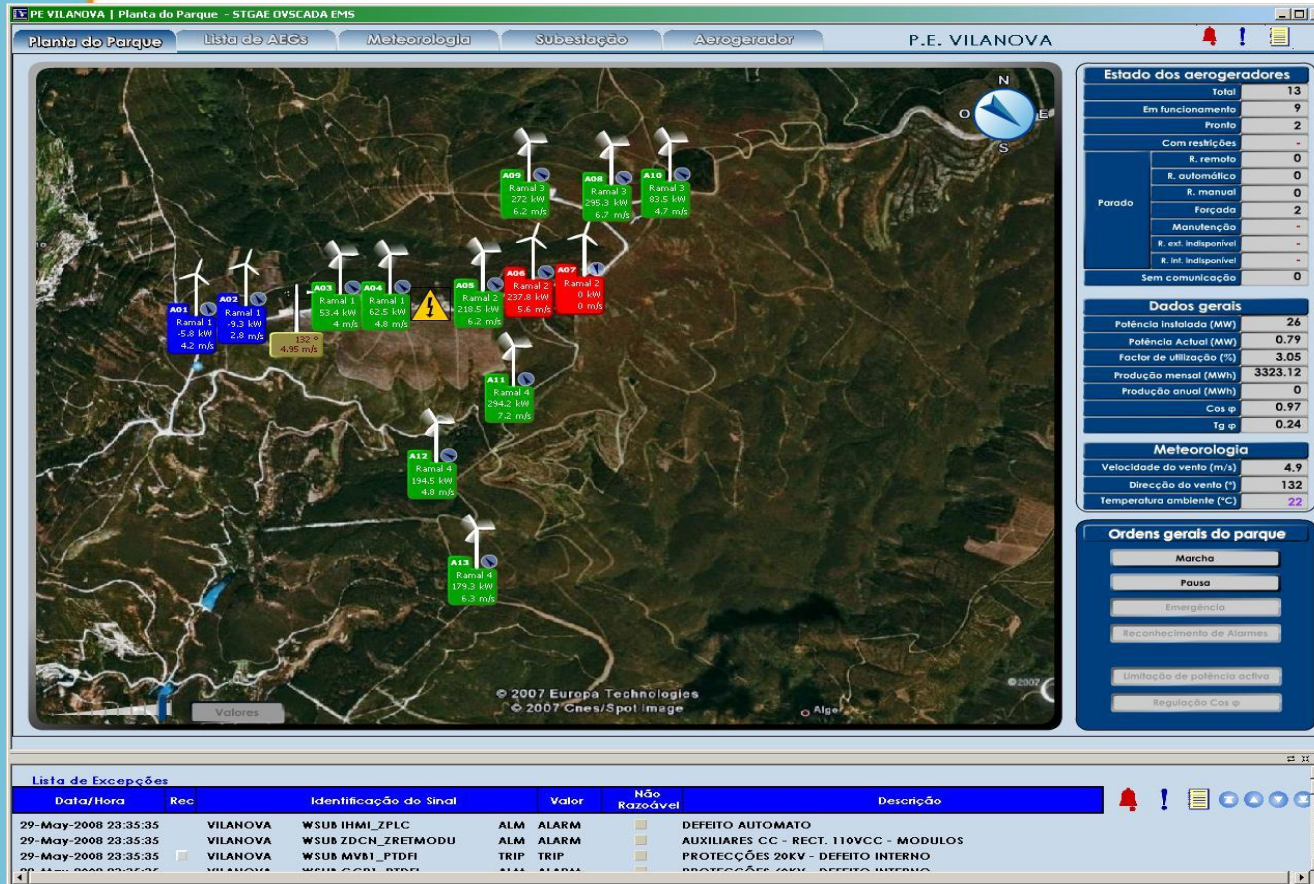 PE VILANOVA | Planta do Parque - STGAE OVSCADA EMS
Planta do Parque
Lista de AEGs
Meteorologia
Subestação
Aerogerador
P.E. VILANOVA
N
O
E
S
A09
Ramal 3
272 kW
6.2 m/s
A08
Ramal 3
295.3 kW
6.7 m/s
A10
Ramal 3
83.5 kW
4.7 m/s
A01
Ramal 1
-5.8 kW
4.2 m/s
A02
Ramal 1
-9.3 kW
2.8 m/s
132 º
4.95 m/s
A03
Ramal 1
53.4 kW
4 m/s
A04
Ramal 1
62.5 kW
4.8 m/s
A05
Ramal 2
218.5 kW
6.2 m/s
A06
Ramal 2
237.8 kW
5.6 m/s
A07
Ramal 2
0 kW
0 m/s
A11
Ramal 4
294.2 kW
7.2 m/s
A12
Ramal 4
194.5 kW
4.8 m/s
A13
Ramal 4
179.3 kW
6.3 m/s
Valores
© 2007 Europa Technologies
© 2007 Cnes/Spot Image
Alge
©2007
Estado dos aerogeradores
Total 13
Em funcionamento 9
Pronto 2
Com restrições -
Parado
R. remoto 0
R. automático 0
R. manual 0
Forçada 2
Manutenção -
R. ext. indisponível -
R. int. indisponível -
Sem comunicação 0
Dados gerais
Potência instalada (MW) 26
Potência Actual (MW) 0.79
Factor de utilização (%) 3.05
Produção mensal (MWh) 3323.12
Produção anual (MWh) 0
Cos φ 0.97
Tg φ 0.24
Meteorologia
Velocidade do vento (m/s) 4.9
Direcção do vento (º) 132
Temperatura ambiente (ºC) 22
Ordens gerais do parque
Marcha
Pausa
Emergência
Reconhecimento de Alarmes
Limitação de potência activa
Regulação Cos φ
Lista de Excepções
Data/Hora Rec Identificação do Sinal Valor Não Razoável Descrição
29-May-2008 23:35:35 VILANOVA WSUB IHMI_ZPLC ALM ALARM DEFEITO AUTOMATO
29-May-2008 23:35:35 VILANOVA WSUB ZDCN_ZRETMODU ALM ALARM AUXILIARES CC - RECT. 110VCC - MODULOS
29-May-2008 23:35:35 VILANOVA WSUB MVB1_PTDFI TRIP TRIP PROTECÇÕES 20KV - DEFEITO INTERNO